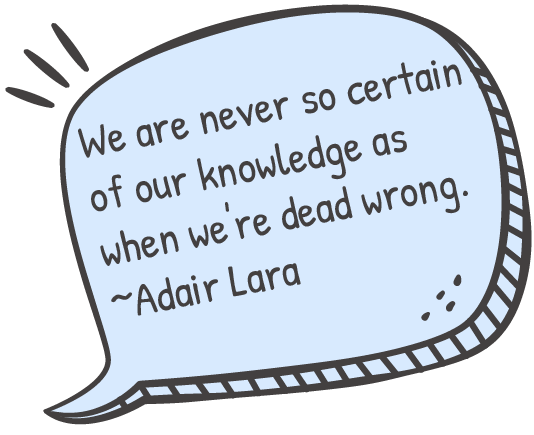 We are never so certain
of our knowledge as
when we're dead wrong.
~Adair Lara